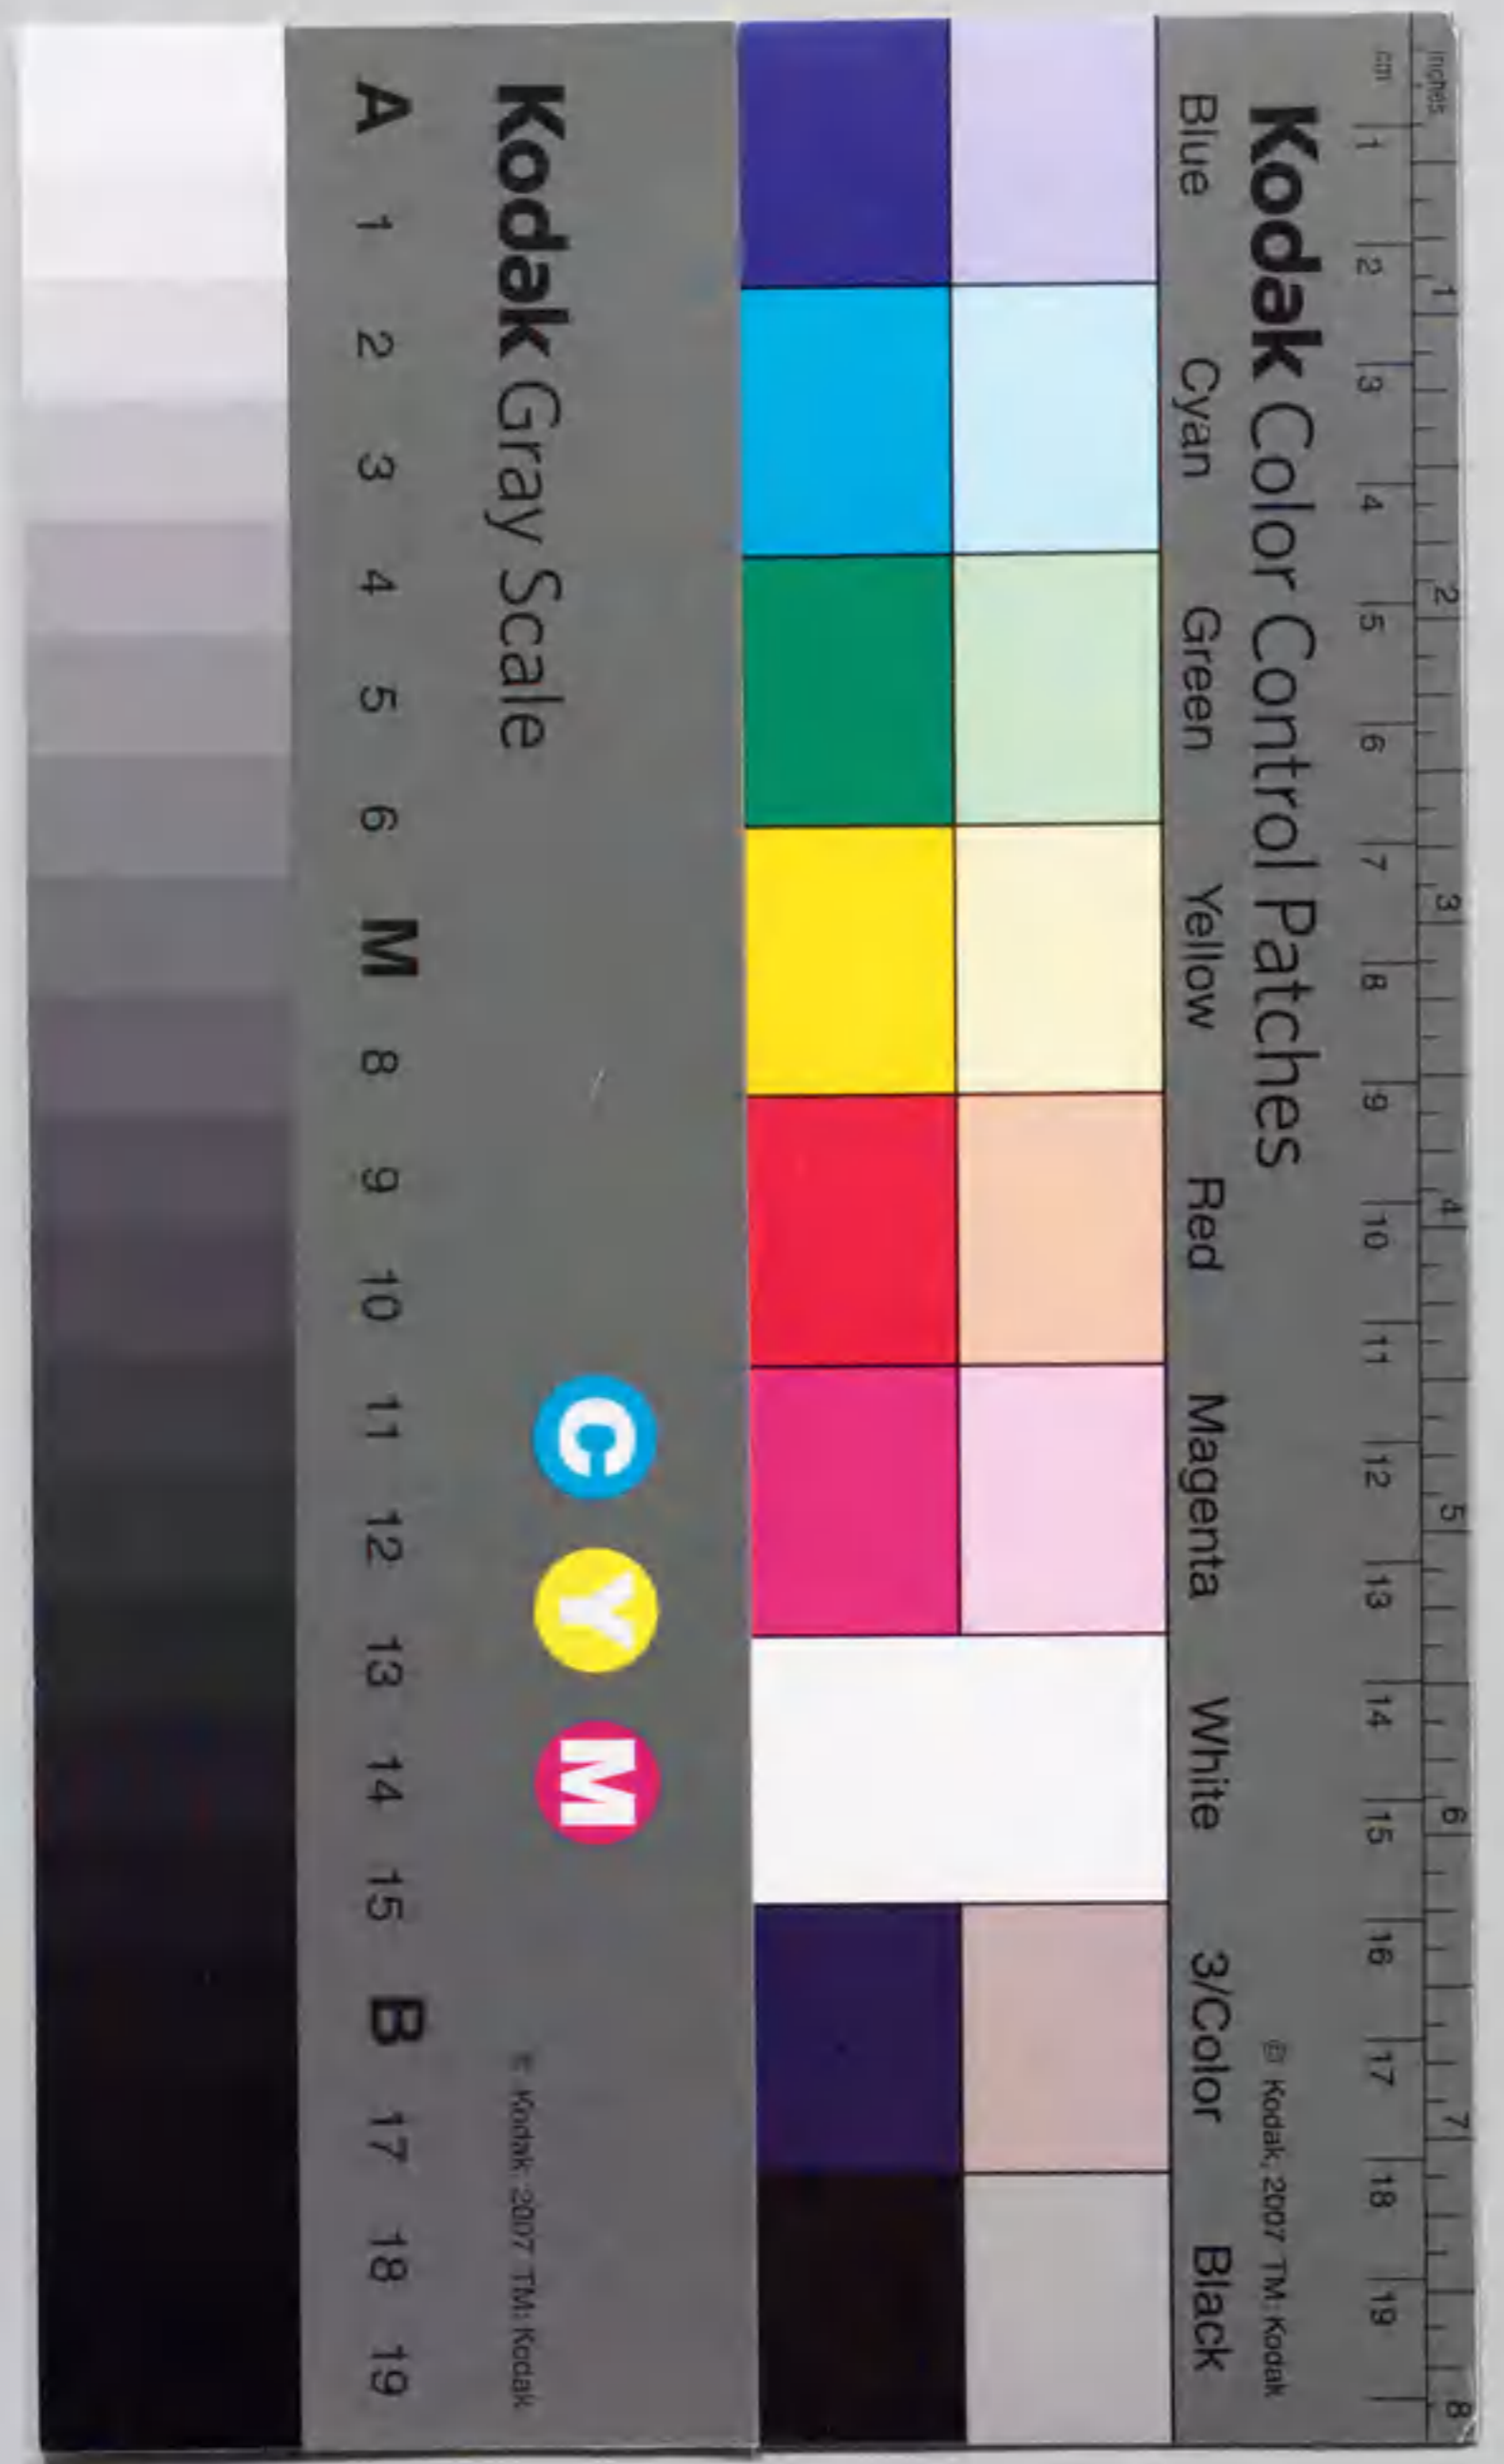 inches 1 2 3 4 5 6 7 8
cm 1 2 3 4 5 6 7 8 9 10 11 12 13 14 15 16 17 18 19
Kodak Color Control Patches
© Kodak, 2007 TM: Kodak
Blue Cyan Green Yellow Red Magenta White 3/Color Black
C Y M
Kodak Gray Scale
© Kodak, 2007 TM: Kodak
A 1 2 3 4 5 6 M 8 9 10 11 12 13 14 15 B 17 18 19